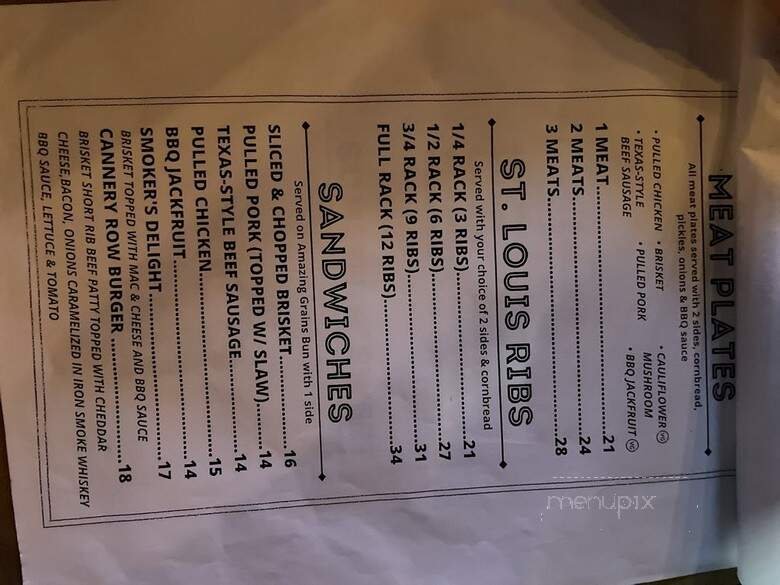 MEAT PLATES
All meat plates served with 2 sides, cornbread,
pickles, onions & BBQ sauce
• PULLED CHICKEN • BRISKET • CAULIFLOWER VG
• TEXAS-STYLE • PULLED PORK MUSHROOM
BEEF SAUSAGE • BBQ JACKFRUIT VG
1 MEAT....................21
2 MEATS....................24
3 MEATS....................28
ST. LOUIS RIBS
Served with your choice of 2 sides & cornbread
1/4 RACK (3 RIBS)....................21
1/2 RACK (6 RIBS)....................27
3/4 RACK (9 RIBS)....................31
FULL RACK (12 RIBS)....................34
SANDWICHES
Served on Amazing Grains Bun with 1 side
SLICED & CHOPPED BRISKET....................16
PULLED PORK (TOPPED W/ SLAW)..........14
TEXAS-STYLE BEEF SAUSAGE....................14
PULLED CHICKEN....................15
BBQ JACKFRUIT....................14
SMOKER'S DELIGHT....................17
BRISKET TOPPED WITH MAC & CHEESE AND BBQ SAUCE
CANNERY ROW BURGER....................18
BRISKET SHORT RIB BEEF PATTY TOPPED WITH CHEDDAR
CHEESE,BACON, ONIONS CARAMELIZED IN IRON SMOKE WHISKEY
BBQ SAUCE, LETTUCE & TOMATO
menupix